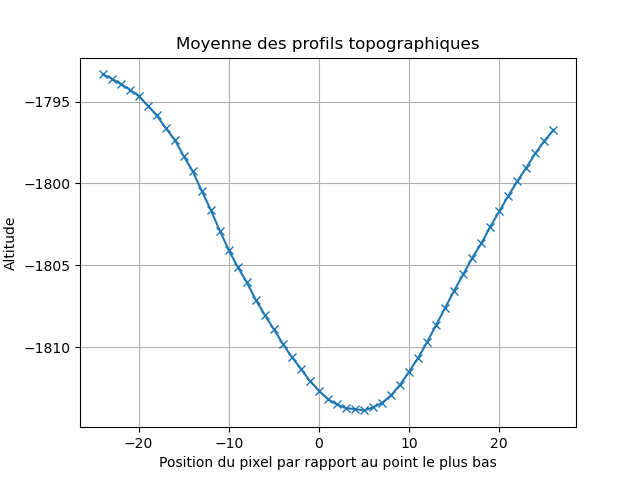 Moyenne des profils topographiques
−1795
−1800
−1805
−1810
Altitude
−20 −10 0 10 20
Position du pixel par rapport au point le plus bas